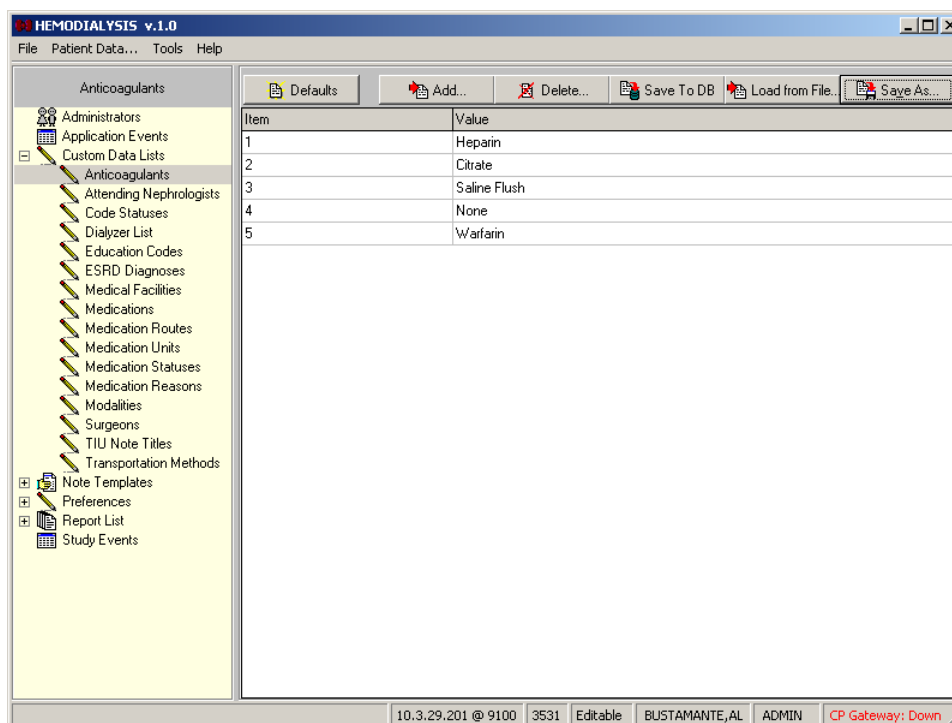 HEMODIALYSIS v.1.0
File Patient Data... Tools Help
Anticoagulants
Defaults Add... Delete... Save To DB Load from File... Save As...
Administrators
Application Events
Custom Data Lists
Anticoagulants
Attending Nephrologists
Code Statuses
Dialyzer List
Education Codes
ESRD Diagnoses
Medical Facilities
Medications
Medication Routes
Medication Units
Medication Statuses
Medication Reasons
Modalities
Surgeons
TIU Note Titles
Transportation Methods
Note Templates
Preferences
Report List
Study Events
Item Value
1 Heparin
2 Citrate
3 Saline Flush
4 None
5 Warfarin
10.3.29.201 @ 9100 3531 Editable BUSTAMANTE,AL ADMIN CP Gateway: Down